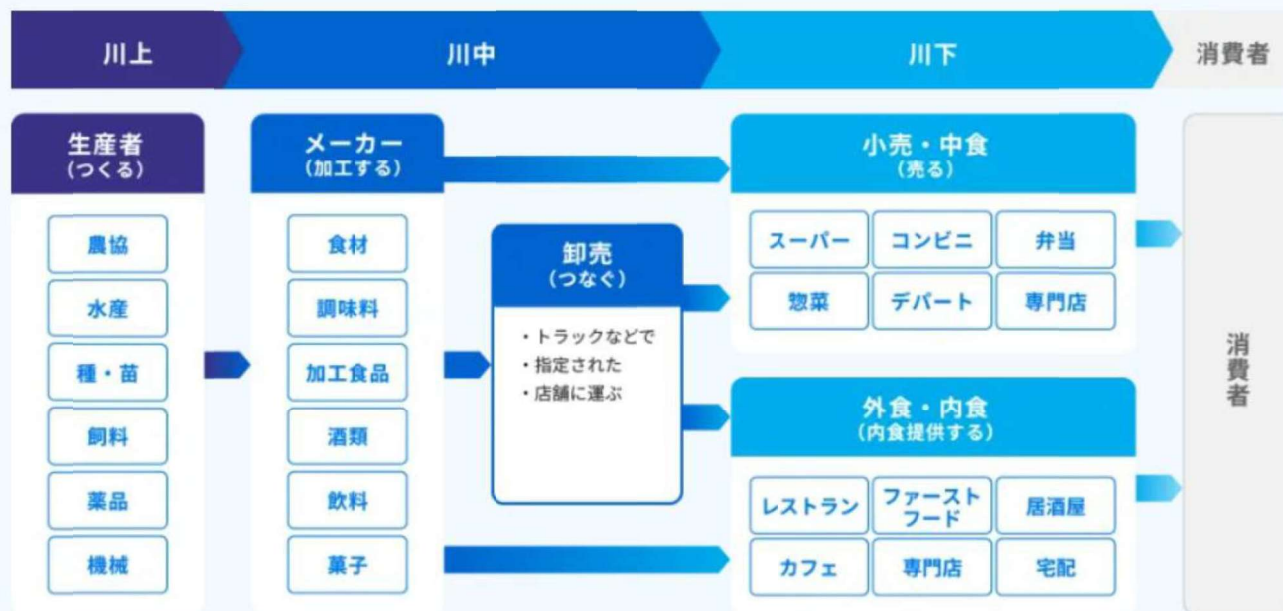 川上
川中
川下
消費者
生産者
(つくる)
農協
水産
種・苗
飼料
薬品
機械
メーカー
(加工する)
食材
調味料
加工食品
酒類
飲料
菓子
卸売
(つなぐ)
・トラックなどで
・指定された
・店舗に運ぶ
小売・中食
(売る)
スーパー
コンビニ
弁当
惣菜
デパート
専門店
外食・内食
(内食提供する)
レストラン
ファースト
フード
居酒屋
カフェ
専門店
宅配
消費者